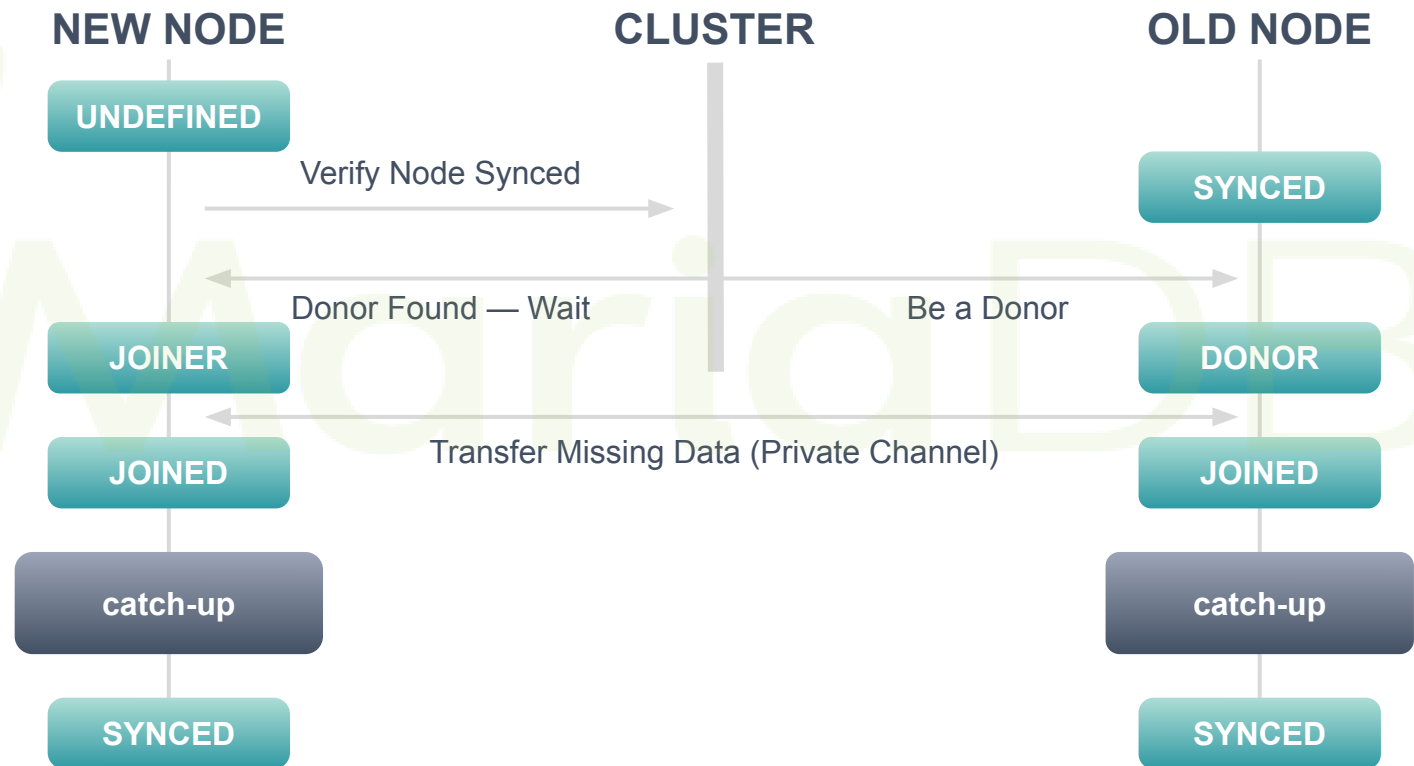 NEW NODE
CLUSTER
OLD NODE
UNDEFINED
Verify Node Synced
SYNCED
Donor Found — Wait
Be a Donor
JOINER
DONOR
Transfer Missing Data (Private Channel)
JOINED
JOINED
catch-up
catch-up
SYNCED
SYNCED
MariaDB